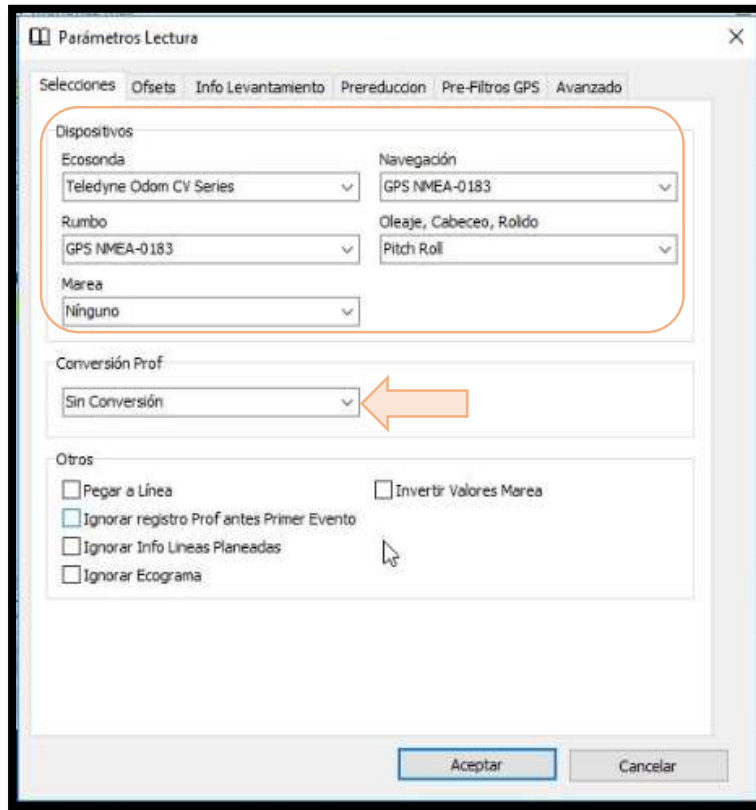 Parámetros Lectura
Selecciones Ofsets Info Levantamiento Prereduccion Pre-Filtros GPS Avanzado
Dispositivos
Ecosonda Navegación
Teledyne Odom CV Series GPS NMEA-0183
Rumbo Oleaje, Cabeceo, Rolido
GPS NMEA-0183 Pitch Roll
Marea
Nínguno
Conversión Prof
Sin Conversión
Otros
Pegar a Línea Invertir Valores Marea
Ignorar registro Prof antes Primer Evento
Ignorar Info Lineas Planeadas
Ignorar Ecograma
Aceptar Cancelar